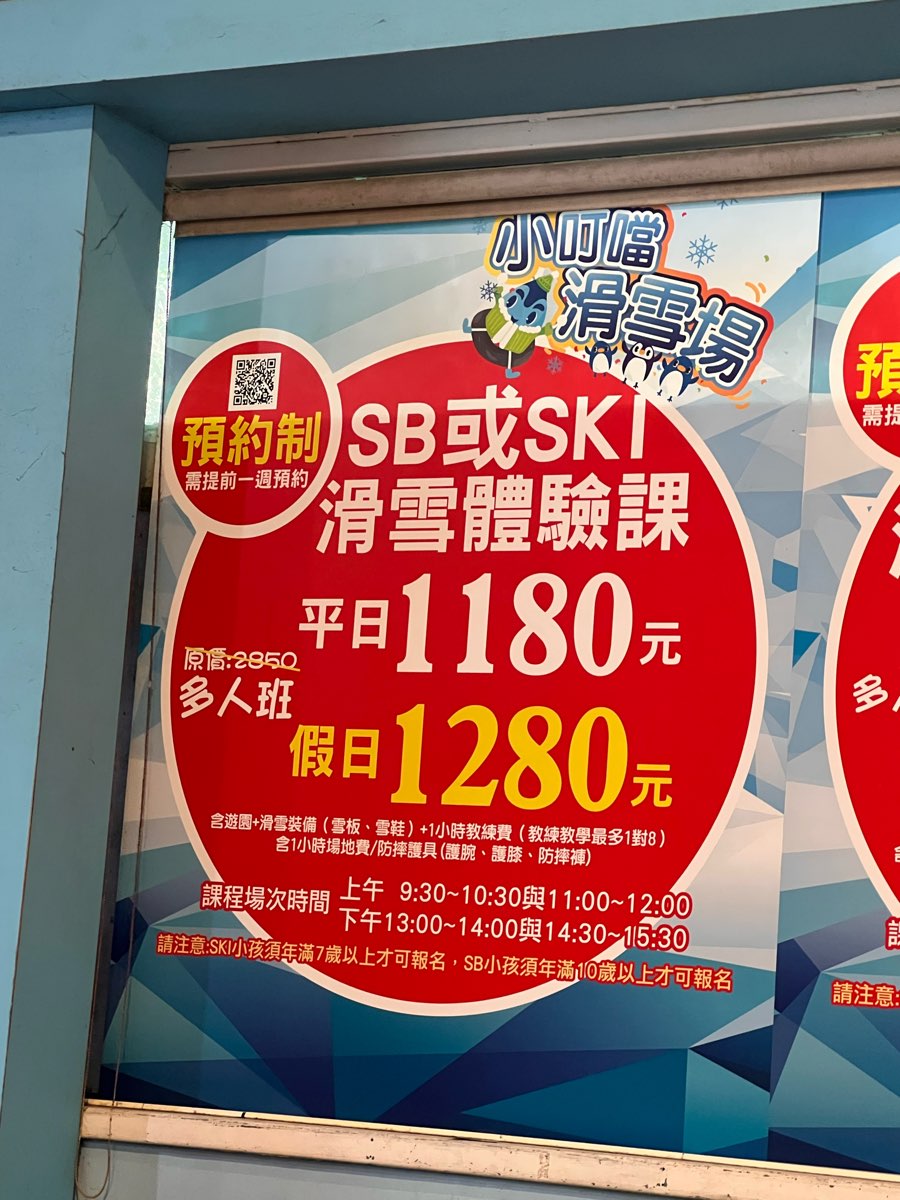 小叮噹
滑雪場
預約制
需提前一週預約
SB或SKI
滑雪體驗課
平日1180元
原價:2850
多人班
假日1280元
含遊園+滑雪裝備(雪板、雪鞋)+1小時教練費(教練教學最多1對8)
含1小時場地費/防摔護具(護腕、護膝、防摔褲)
課程場次時間 上午 9:30~10:30與11:00~12:00
下午13:00~14:00與14:30~15:30
請注意:SKI小孩須年滿7歲以上才可報名，SB小孩須年滿10歲以上才可報名
預
需提
多
請注意: